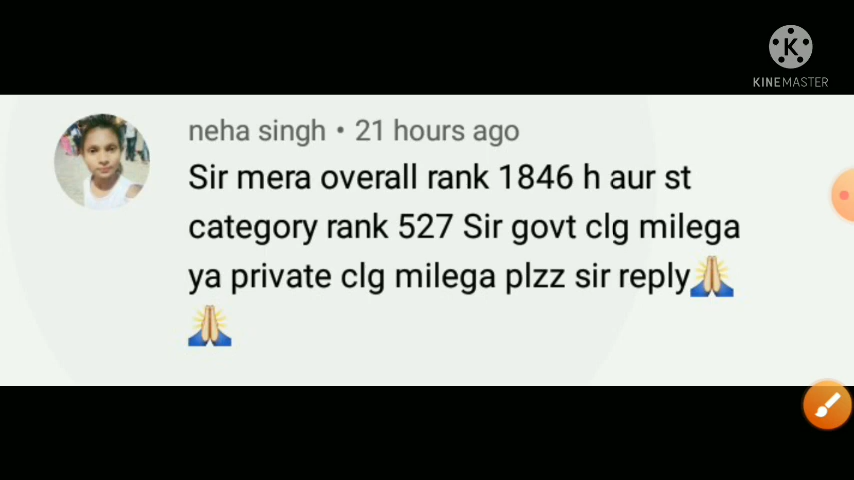 KINEMASTER
neha singh • 21 hours ago
Sir mera overall rank 1846 h aur st
category rank 527 Sir govt clg milega
ya private clg milega plzz sir reply🙏
🙏